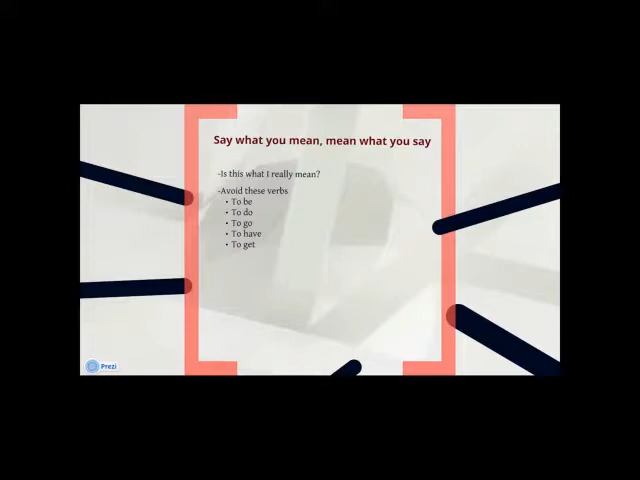 Say what you mean, mean what you say
-Is this what I really mean?
-Avoid these verbs
• To be
• To do
• To go
• To have
• To get
Prezi